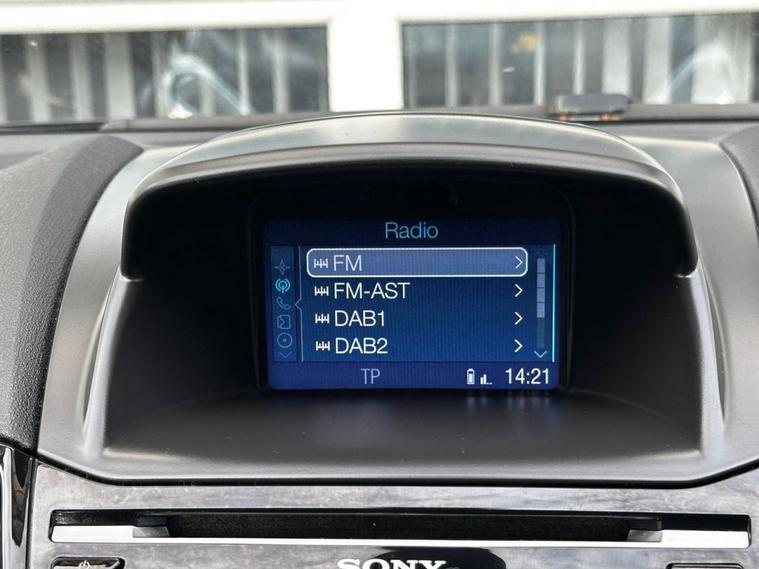 Radio
FM
FM-AST
DAB1
DAB2
TP 14:21
SONY